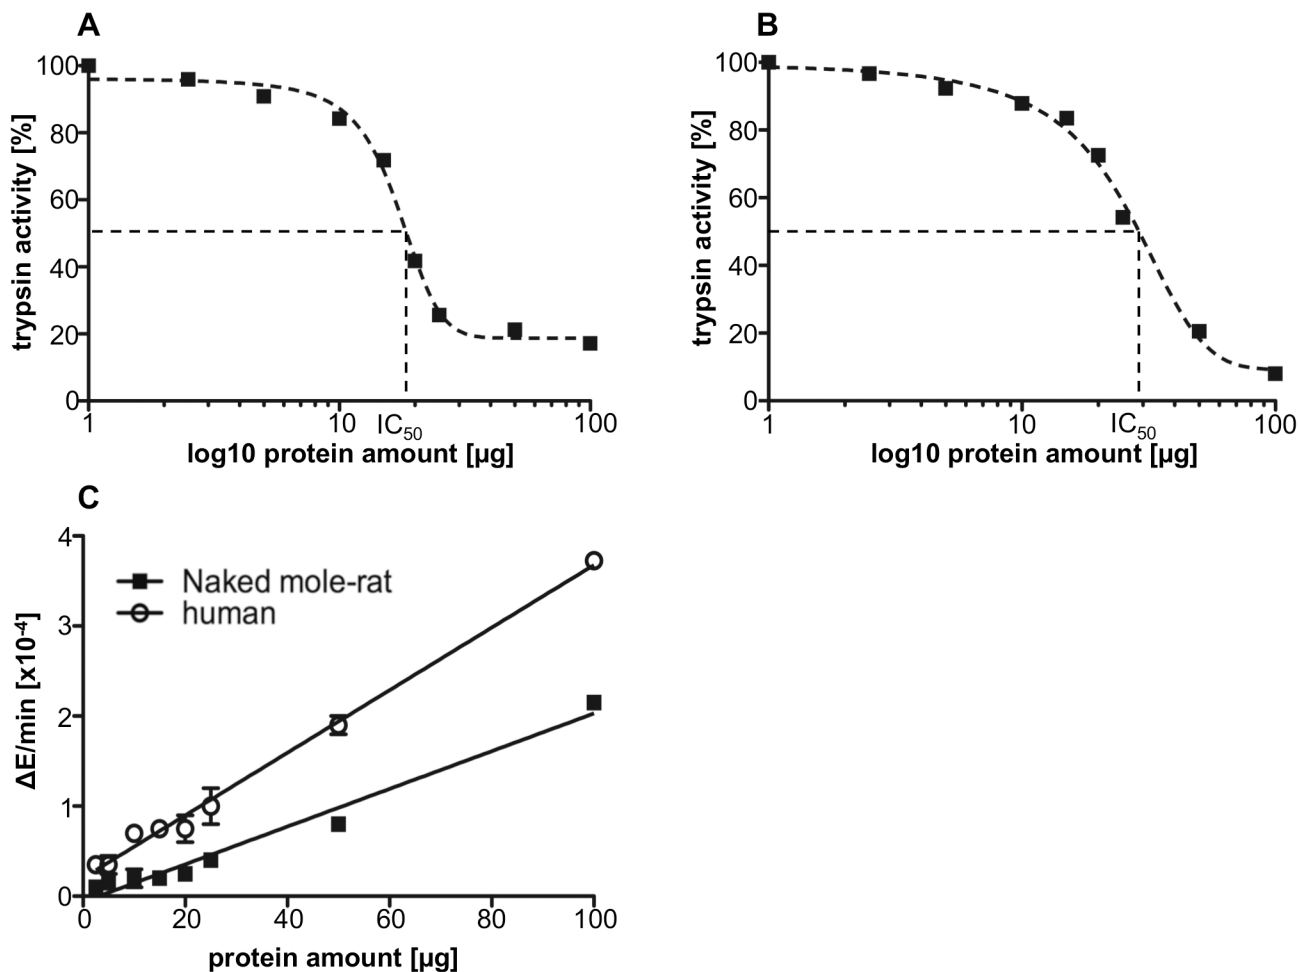 A
trypsin activity [%]
100
80
60
40
20
0
1
10
IC50
100
log10 protein amount [µg]
B
trypsin activity [%]
100
80
60
40
20
0
1
10
IC50
100
log10 protein amount [µg]
C
ΔE/min [x10-4]
4
3
2
1
0
Naked mole-rat
human
0
20
40
60
80
100
protein amount [µg]